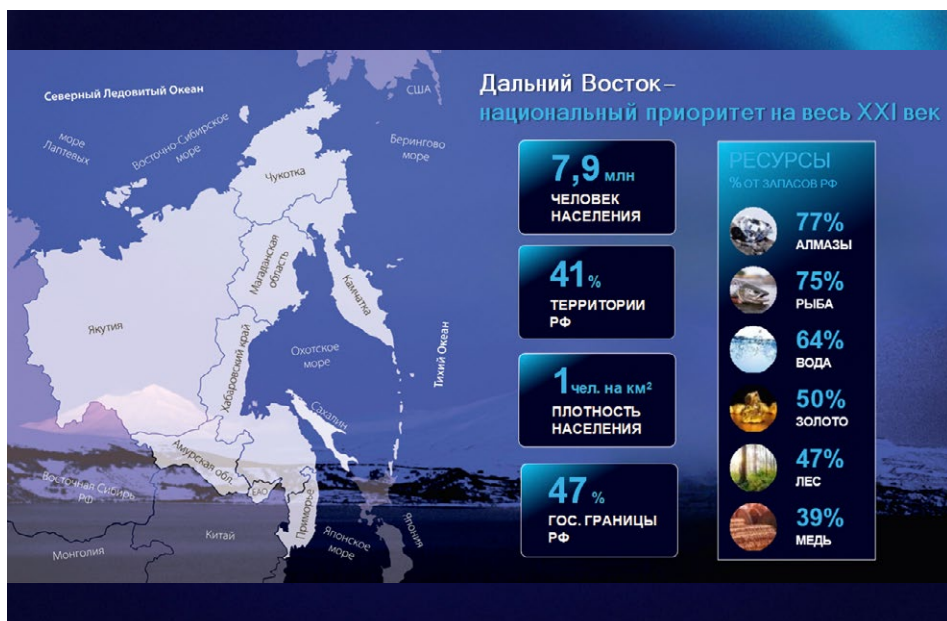 Северный Ледовитый Океан
США
море
Лаптевых
Восточно-Сибирское
море
Берингово
море
Чукотка
Магаданская
область
Камчатка
Якутия
Хабаровский край
Охотское
море
Тихий Океан
Сахалин
Амурская обл.
ЕАО
Приморье
Восточная Сибирь
РФ
Китай
Монголия
Японское
море
Япония
Дальний Восток –
национальный приоритет на весь XXI век
7,9 млн
ЧЕЛОВЕК
НАСЕЛЕНИЯ
41 %
ТЕРРИТОРИИ
РФ
1 чел. на км²
ПЛОТНОСТЬ
НАСЕЛЕНИЯ
47 %
ГОС. ГРАНИЦЫ
РФ
РЕСУРСЫ
% ОТ ЗАПАСОВ РФ
77%
АЛМАЗЫ
75%
РЫБА
64%
ВОДА
50%
ЗОЛОТО
47%
ЛЕС
39%
МЕДЬ